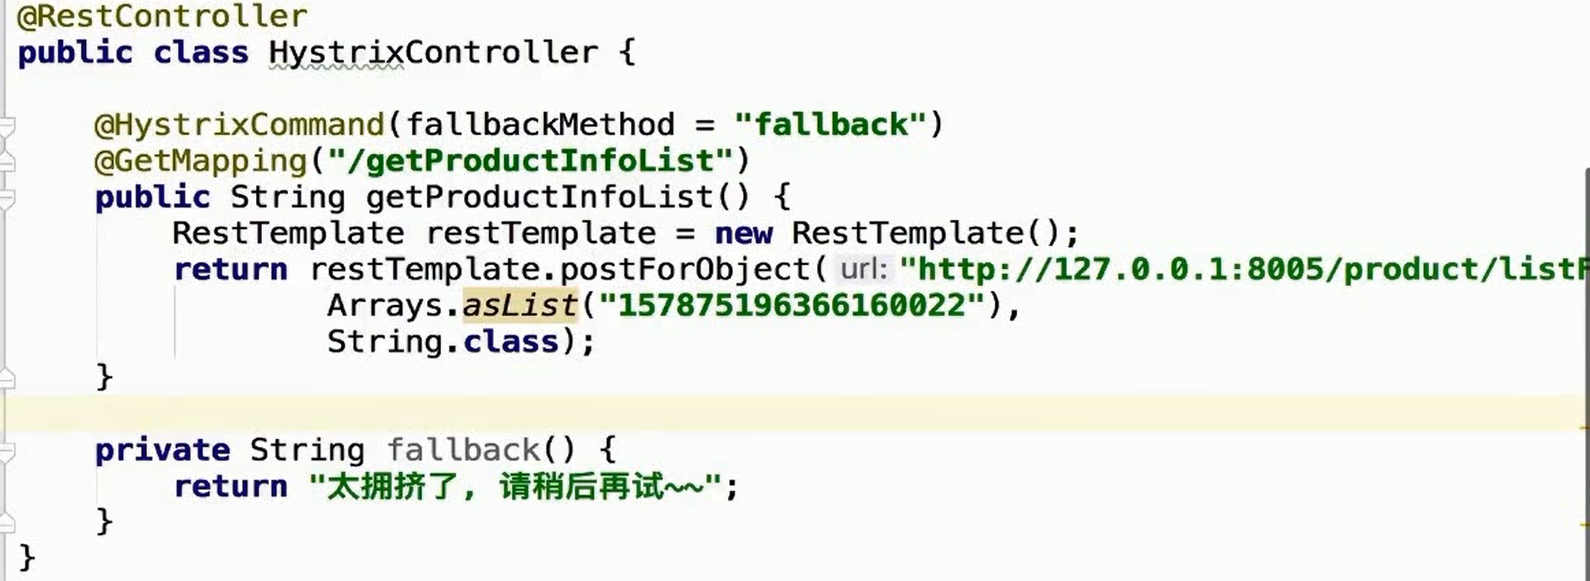 @RestController
public class HystrixController {
@HystrixCommand(fallbackMethod = "fallback")
@GetMapping("/getProductInfoList")
public String getProductInfoList() {
RestTemplate restTemplate = new RestTemplate();
return restTemplate.postForObject( url: "http://127.0.0.1:8005/product/listF
Arrays.asList("157875196366160022"),
String.class);
}
private String fallback() {
return "太拥挤了, 请稍后再试~~";
}
}